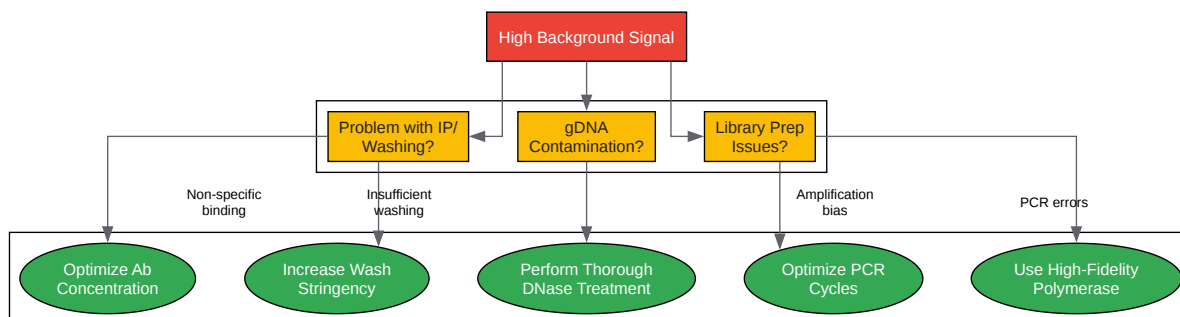 High Background Signal
Problem with IP/
Washing?
gDNA
Contamination?
Library Prep
Issues?
Non-specific
binding
Insufficient
washing
Amplification
bias
PCR errors
Optimize Ab
Concentration
Increase Wash
Stringency
Perform Thorough
DNase Treatment
Optimize PCR
Cycles
Use High-Fidelity
Polymerase